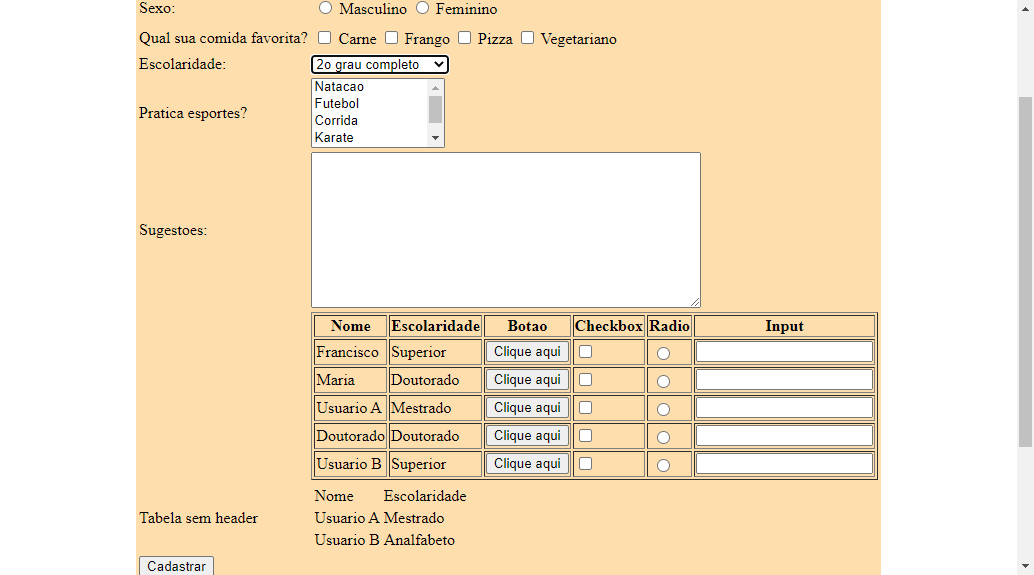 Sexo: Masculino Feminino
Qual sua comida favorita? Carne Frango Pizza Vegetariano
Escolaridade: 2o grau completo
Natacao
Futebol
Pratica esportes?
Corrida
Karate
Sugestoes:
Nome Escolaridade Botao Checkbox Radio Input
Francisco Superior Clique aqui
Maria Doutorado Clique aqui
Usuario A Mestrado Clique aqui
Doutorado Doutorado Clique aqui
Usuario B Superior Clique aqui
Nome Escolaridade
Tabela sem header Usuario A Mestrado
Usuario B Analfabeto
Cadastrar